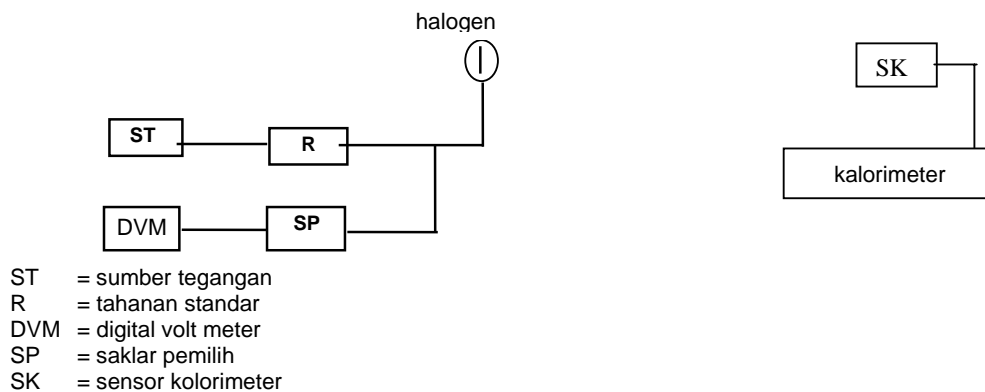 halogen
SK
ST
R
kalorimeter
DVM
SP
ST = sumber tegangan
R = tahanan standar
DVM = digital volt meter
SP = saklar pemilih
SK = sensor kolorimeter